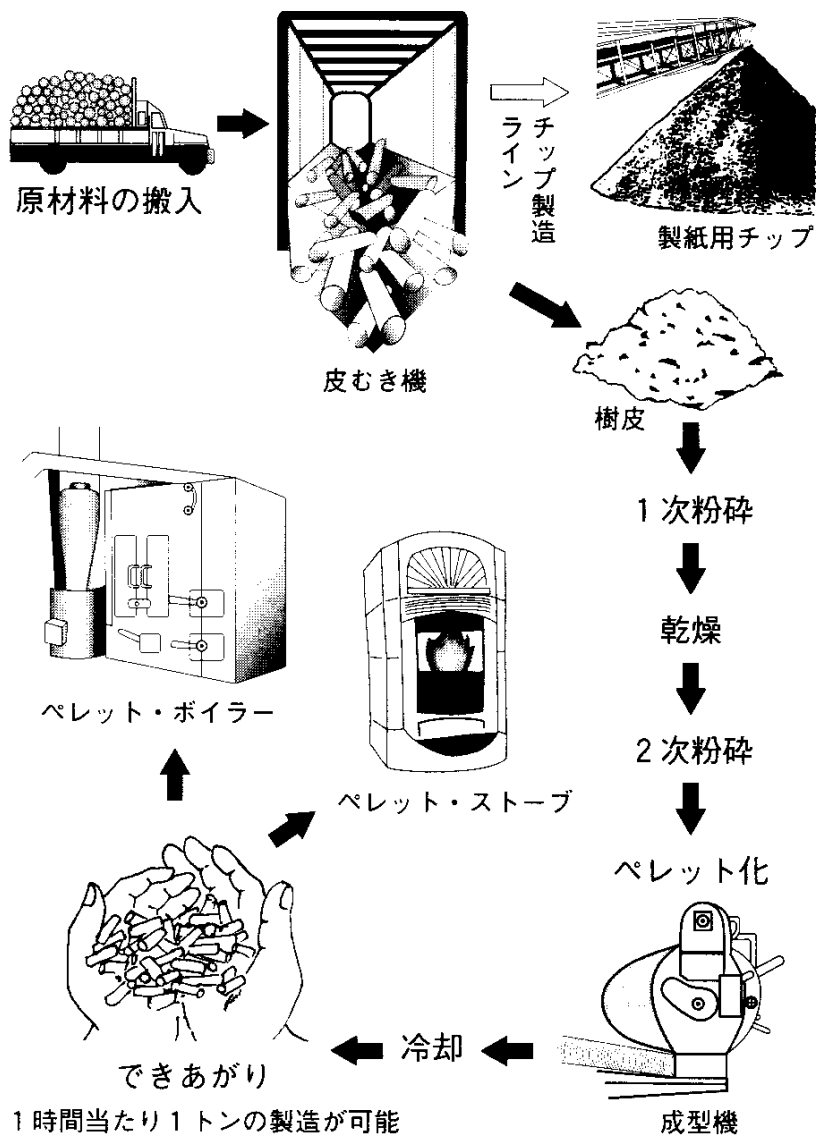 原材料の搬入
皮むき機
チップ製造
ライン
製紙用チップ
樹皮
1次粉砕
乾燥
2次粉砕
ペレット化
成型機
冷却
できあがり
1時間当たり1トンの製造が可能
ペレット・ボイラー
ペレット・ストーブ